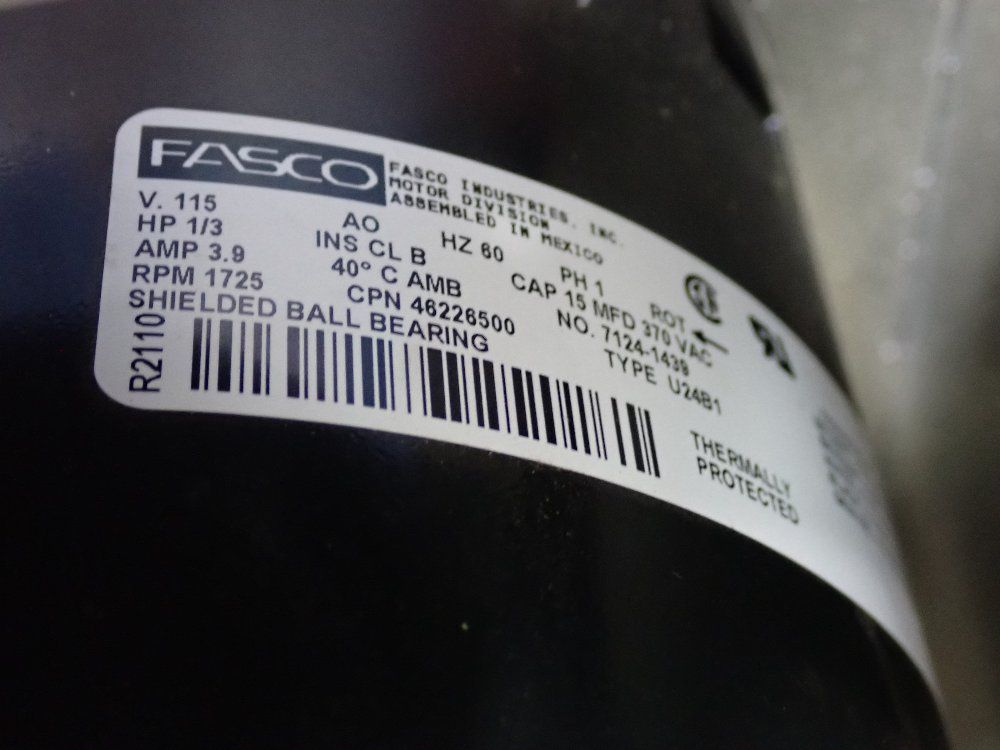 FASCO
FASCO INDUSTRIES, INC.
MOTOR DIVISION
ASSEMBLED IN MEXICO
V. 115 AO HZ 60 PH 1 ROT
HP 1/3 INS CL B CAP 15 MFD 370 VAC
AMP 3.9 40° C AMB NO. 7124-1439
RPM 1725 CPN 46226500 TYPE U24B1
SHIELDED BALL BEARING
R21110
THERMALLY
PROTECTED